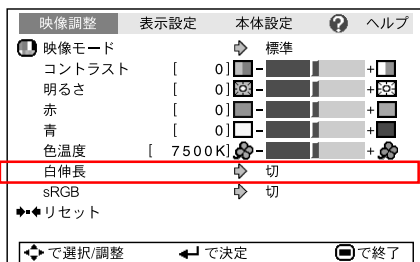 映像調整 表示設定 本体設定 ? ヘルプ
映像モード 標準
コントラスト [ 0] - +
明るさ [ 0] - +
赤 [ 0] - +
青 [ 0] - +
色温度 [ 7500K] - +
白伸長 切
sRGB 切
リセット
で選択/調整 で決定 で終了